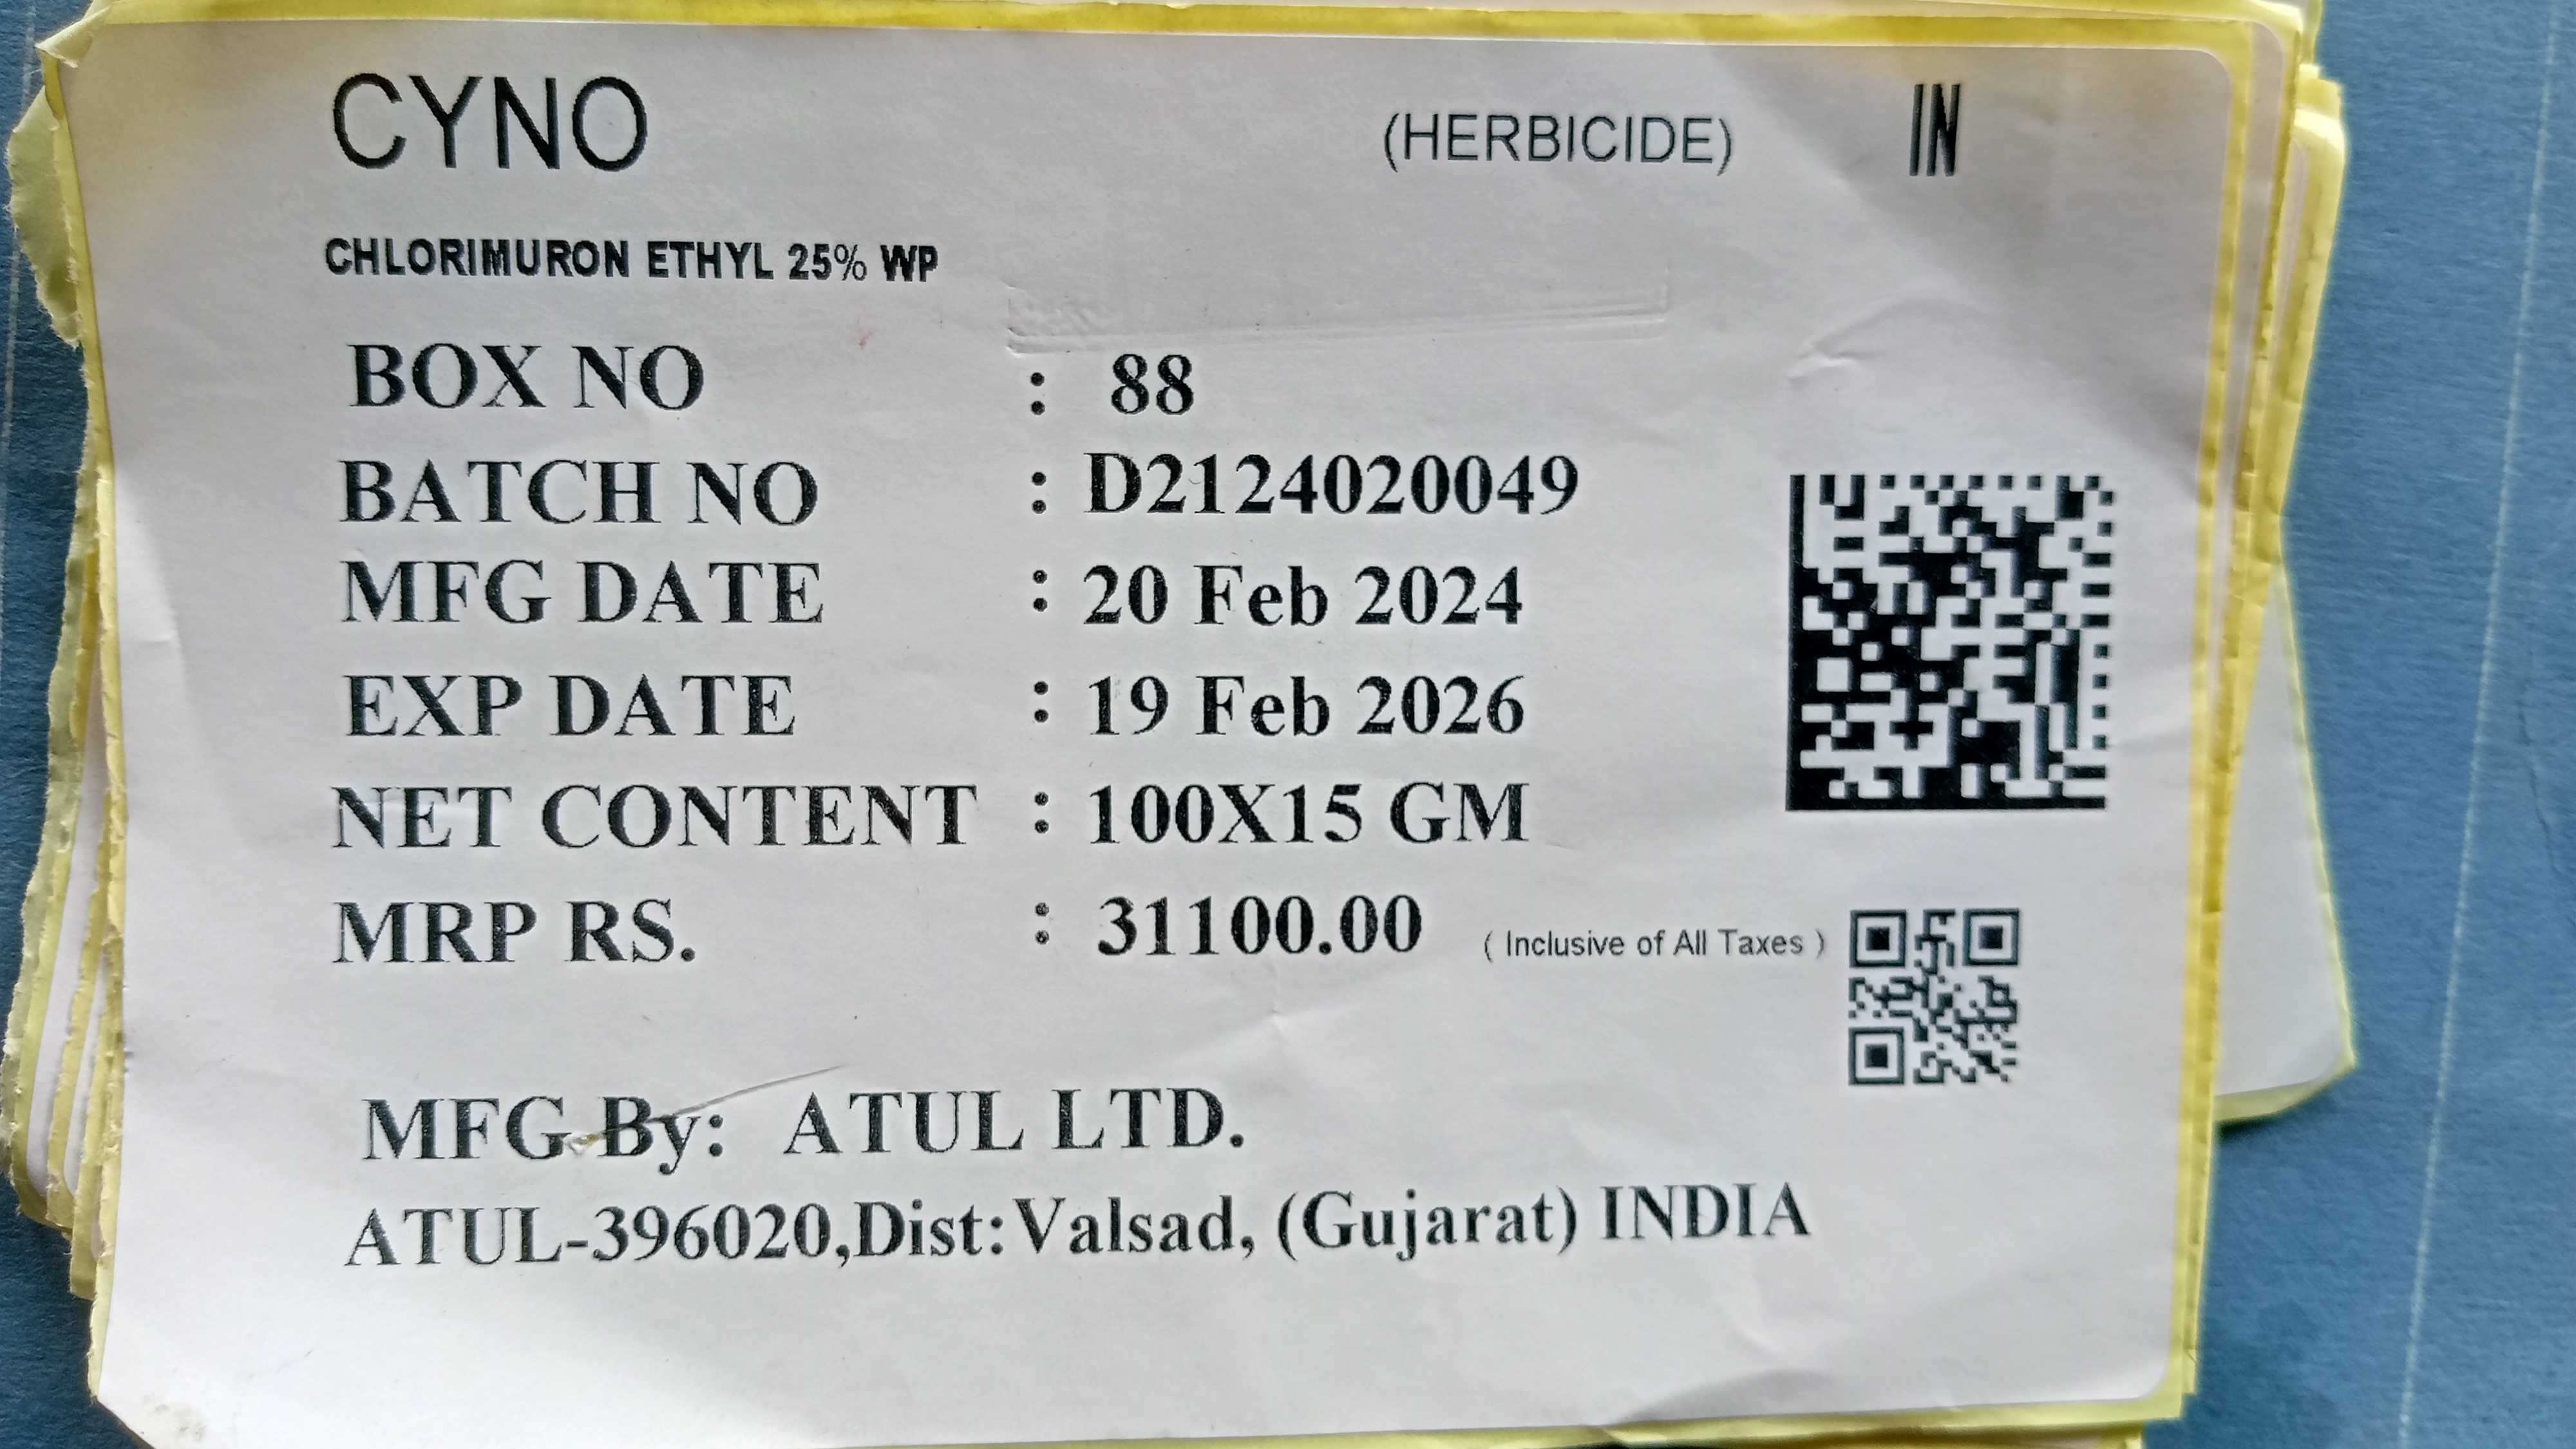 CYNO (HERBICIDE) IN
CHLORIMURON ETHYL 25% WP
BOX NO : 88
BATCH NO : D2124020049
MFG DATE : 20 Feb 2024
EXP DATE : 19 Feb 2026
NET CONTENT : 100X15 GM
MRP RS. : 31100.00 ( Inclusive of All Taxes )
MFG By: ATUL LTD.
ATUL-396020,Dist:Valsad, (Gujarat) INDIA